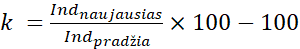 k = Ind_naujausias / Ind_pradžia × 100 − 100